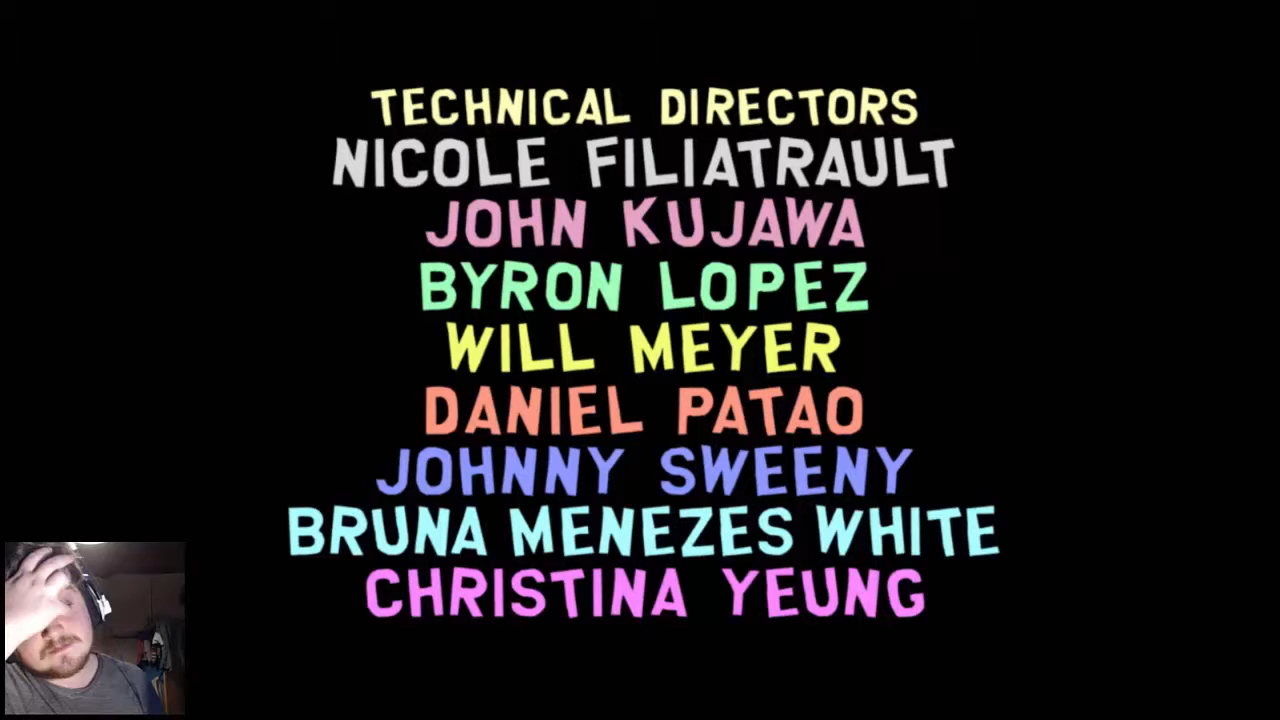 TECHNICAL DIRECTORS
NICOLE FILIATRAULT
JOHN KUJAWA
BYRON LOPEZ
WILL MEYER
DANIEL PATAO
JOHNNY SWEENY
BRUNA MENEZES WHITE
CHRISTINA YEUNG